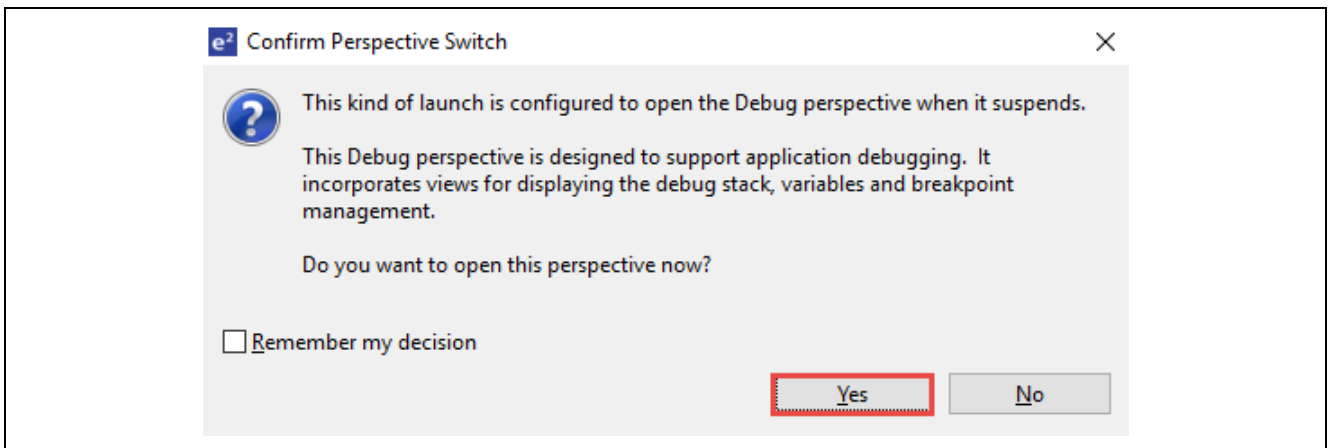 e² Confirm Perspective Switch
This kind of launch is configured to open the Debug perspective when it suspends.
This Debug perspective is designed to support application debugging.  It
incorporates views for displaying the debug stack, variables and breakpoint
management.
Do you want to open this perspective now?
Remember my decision
Yes No